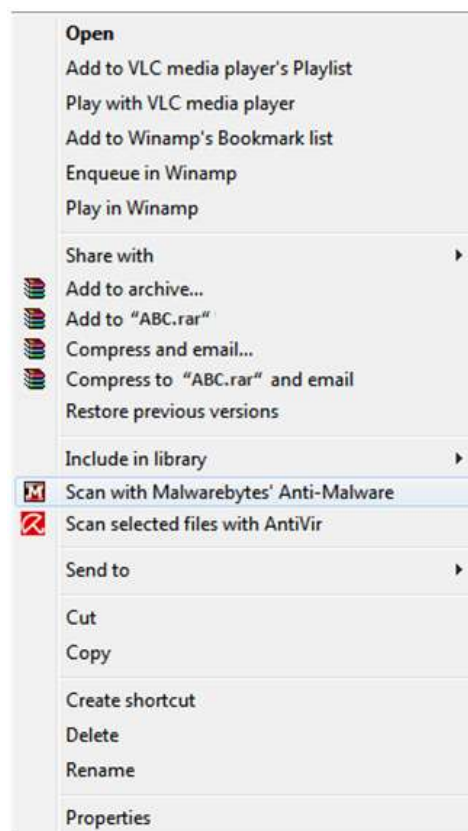 Open
Add to VLC media player's Playlist
Play with VLC media player
Add to Winamp's Bookmark list
Enqueue in Winamp
Play in Winamp
Share with
Add to archive...
Add to "ABC.rar"
Compress and email...
Compress to "ABC.rar" and email
Restore previous versions
Include in library
Scan with Malwarebytes' Anti-Malware
Scan selected files with AntiVir
Send to
Cut
Copy
Create shortcut
Delete
Rename
Properties